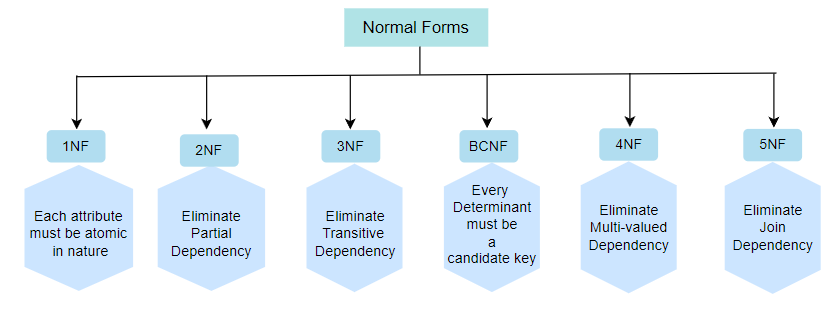 Normal Forms
1NF
2NF
3NF
BCNF
4NF
5NF
Each attribute
must be atomic
in nature
Eliminate
Partial
Dependency
Eliminate
Transitive
Dependency
Every
Determinant
must be
a
candidate key
Eliminate
Multi-valued
Dependency
Eliminate
Join
Dependency